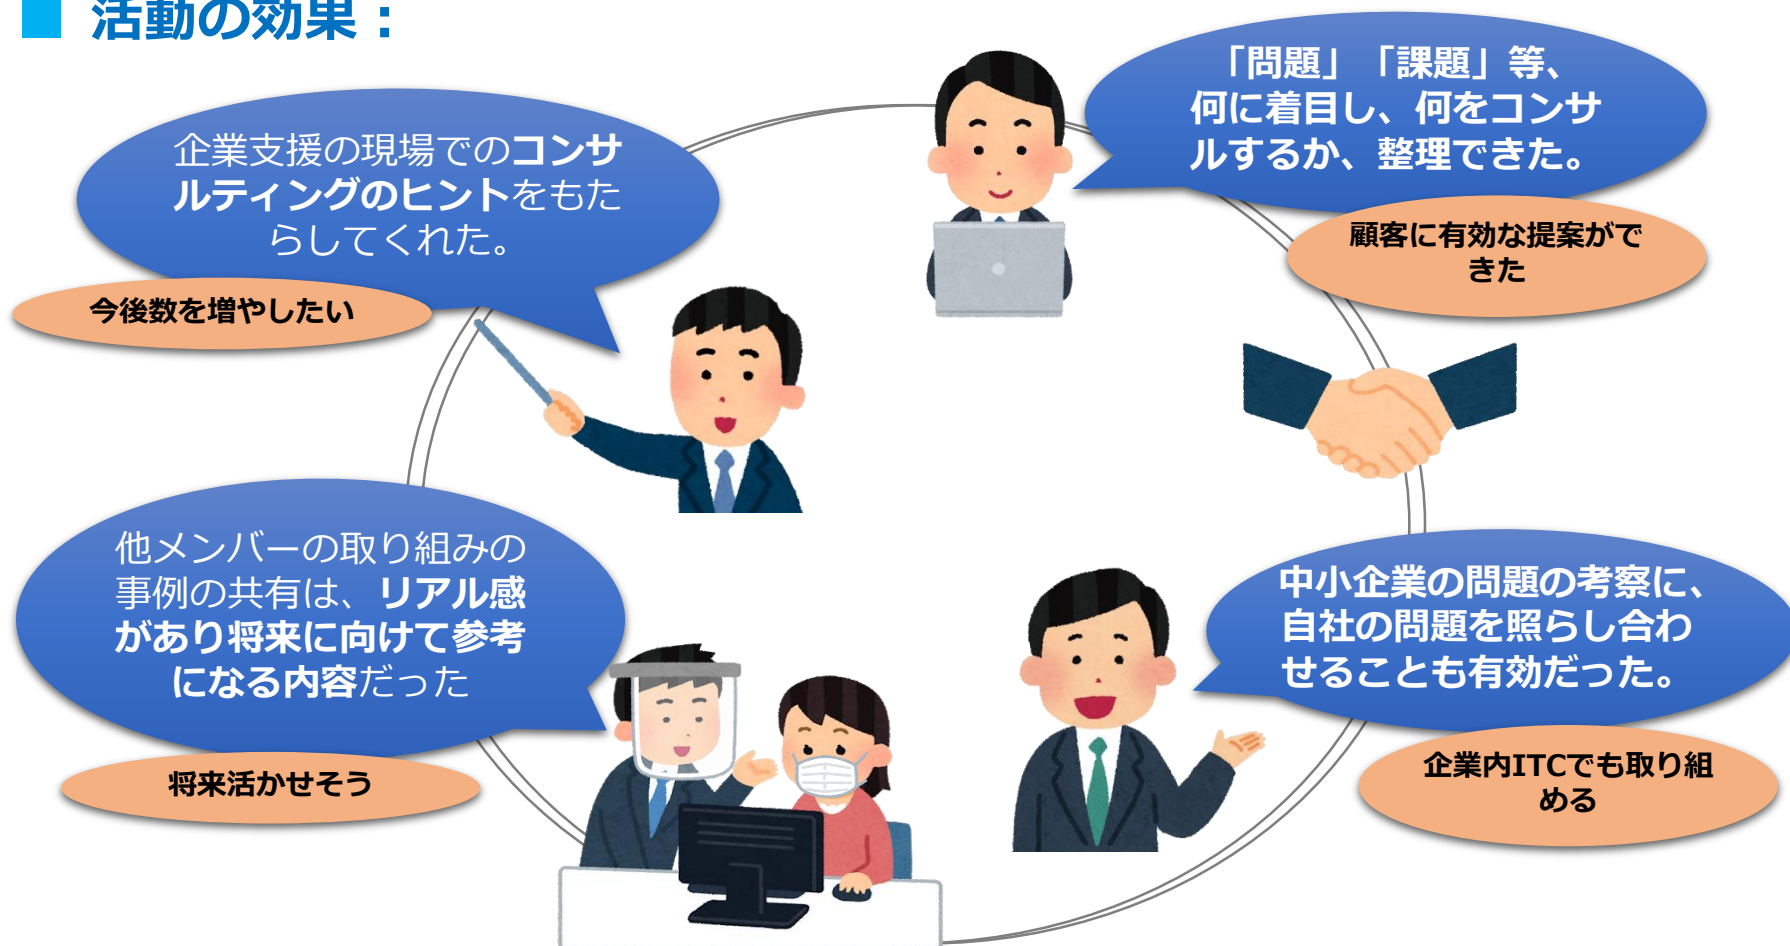 ■ 活動の効果：
企業支援の現場でのコンサ
ルティングのヒントをもた
らしてくれた。
今後数を増やしたい
「問題」「課題」等、
何に着目し、何をコンサ
ルするか、整理できた。
顧客に有効な提案がで
きた
他メンバーの取り組みの
事例の共有は、リアル感
があり将来に向けて参考
になる内容だった
将来活かせそう
中小企業の問題の考察に、
自社の問題を照らし合わ
せることも有効だった。
企業内ITCでも取り組
める